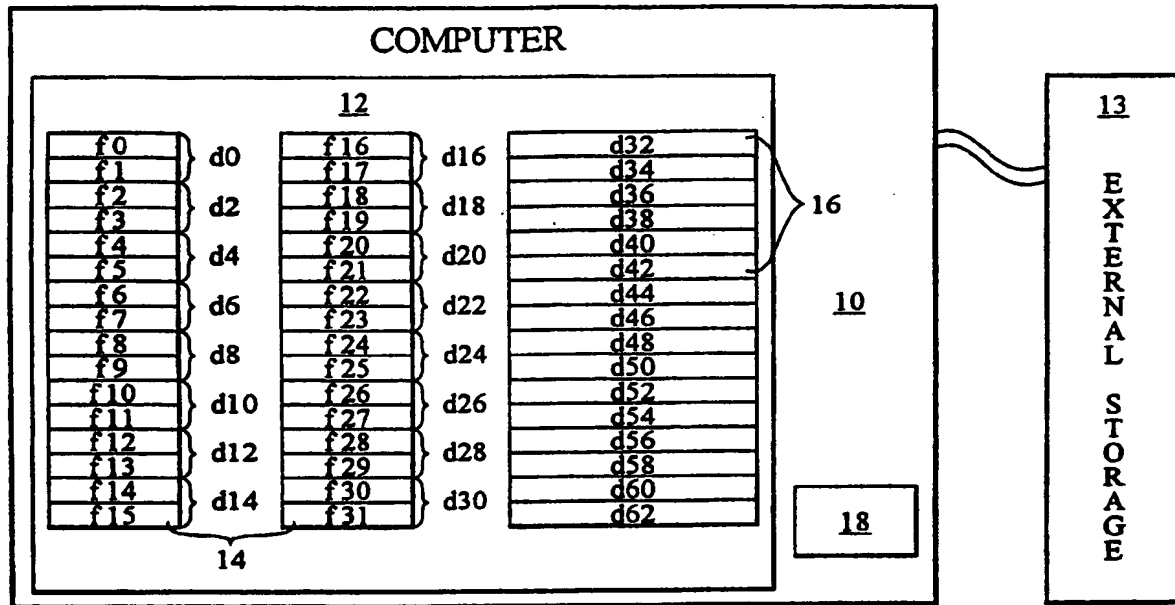 COMPUTER
12
f0
f1
f2
f3
f4
f5
f6
f7
f8
f9
f10
f11
f12
f13
f14
f15
d0
d2
d4
d6
d8
d10
d12
d14
f16
f17
f18
f19
f20
f21
f22
f23
f24
f25
f26
f27
f28
f29
f30
f31
d16
d18
d20
d22
d24
d26
d28
d30
d32
d34
d36
d38
d40
d42
d44
d46
d48
d50
d52
d54
d56
d58
d60
d62
14
16
10
18
13
EXTERNAL STORAGE